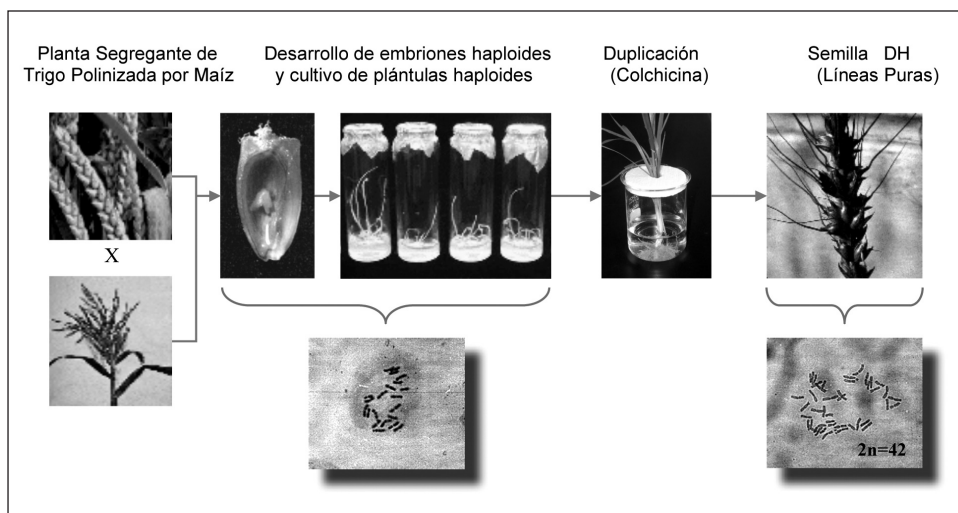 Planta Segregante de
Trigo Polinizada por Maíz
Desarrollo de embriones haploides
y cultivo de plántulas haploides
Duplicación
(Colchicina)
Semilla DH
(Líneas Puras)
X
2n=42